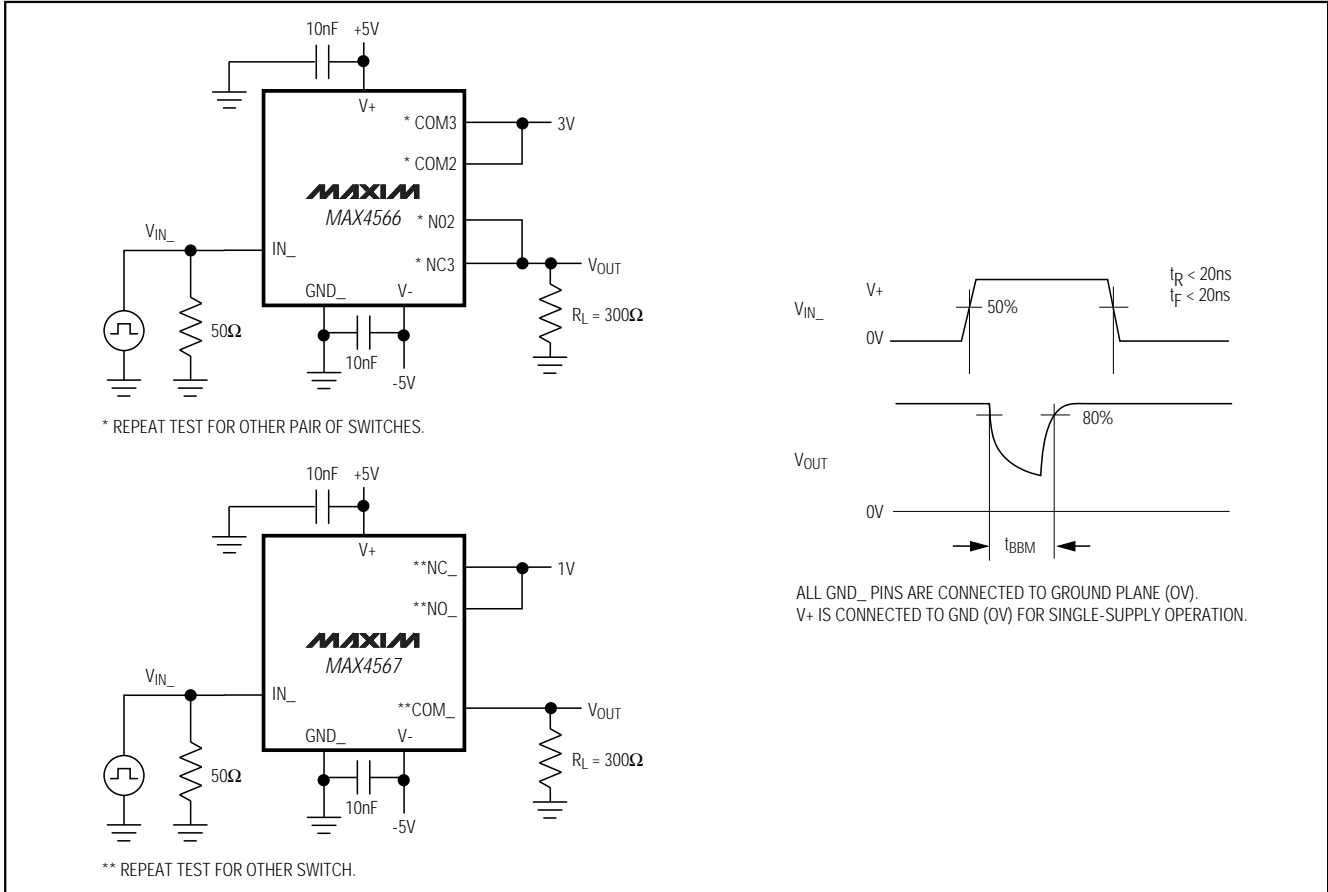 10nF +5V
V+
* COM3
3V
* COM2
MAXIM
MAX4566
* N02
VIN_
IN_
* NC3
VOUT
GND_ V-
RL = 300Ω
50Ω
10nF
-5V
* REPEAT TEST FOR OTHER PAIR OF SWITCHES.
10nF +5V
V+
**NC_
1V
**NO_
MAXIM
MAX4567
VIN_
IN_
**COM_
VOUT
GND_ V-
RL = 300Ω
50Ω
10nF
-5V
** REPEAT TEST FOR OTHER SWITCH.
tR < 20ns
tF < 20ns
V+
VIN_
50%
0V
80%
VOUT
0V
tBBM
ALL GND_ PINS ARE CONNECTED TO GROUND PLANE (OV).
V+ IS CONNECTED TO GND (OV) FOR SINGLE-SUPPLY OPERATION.